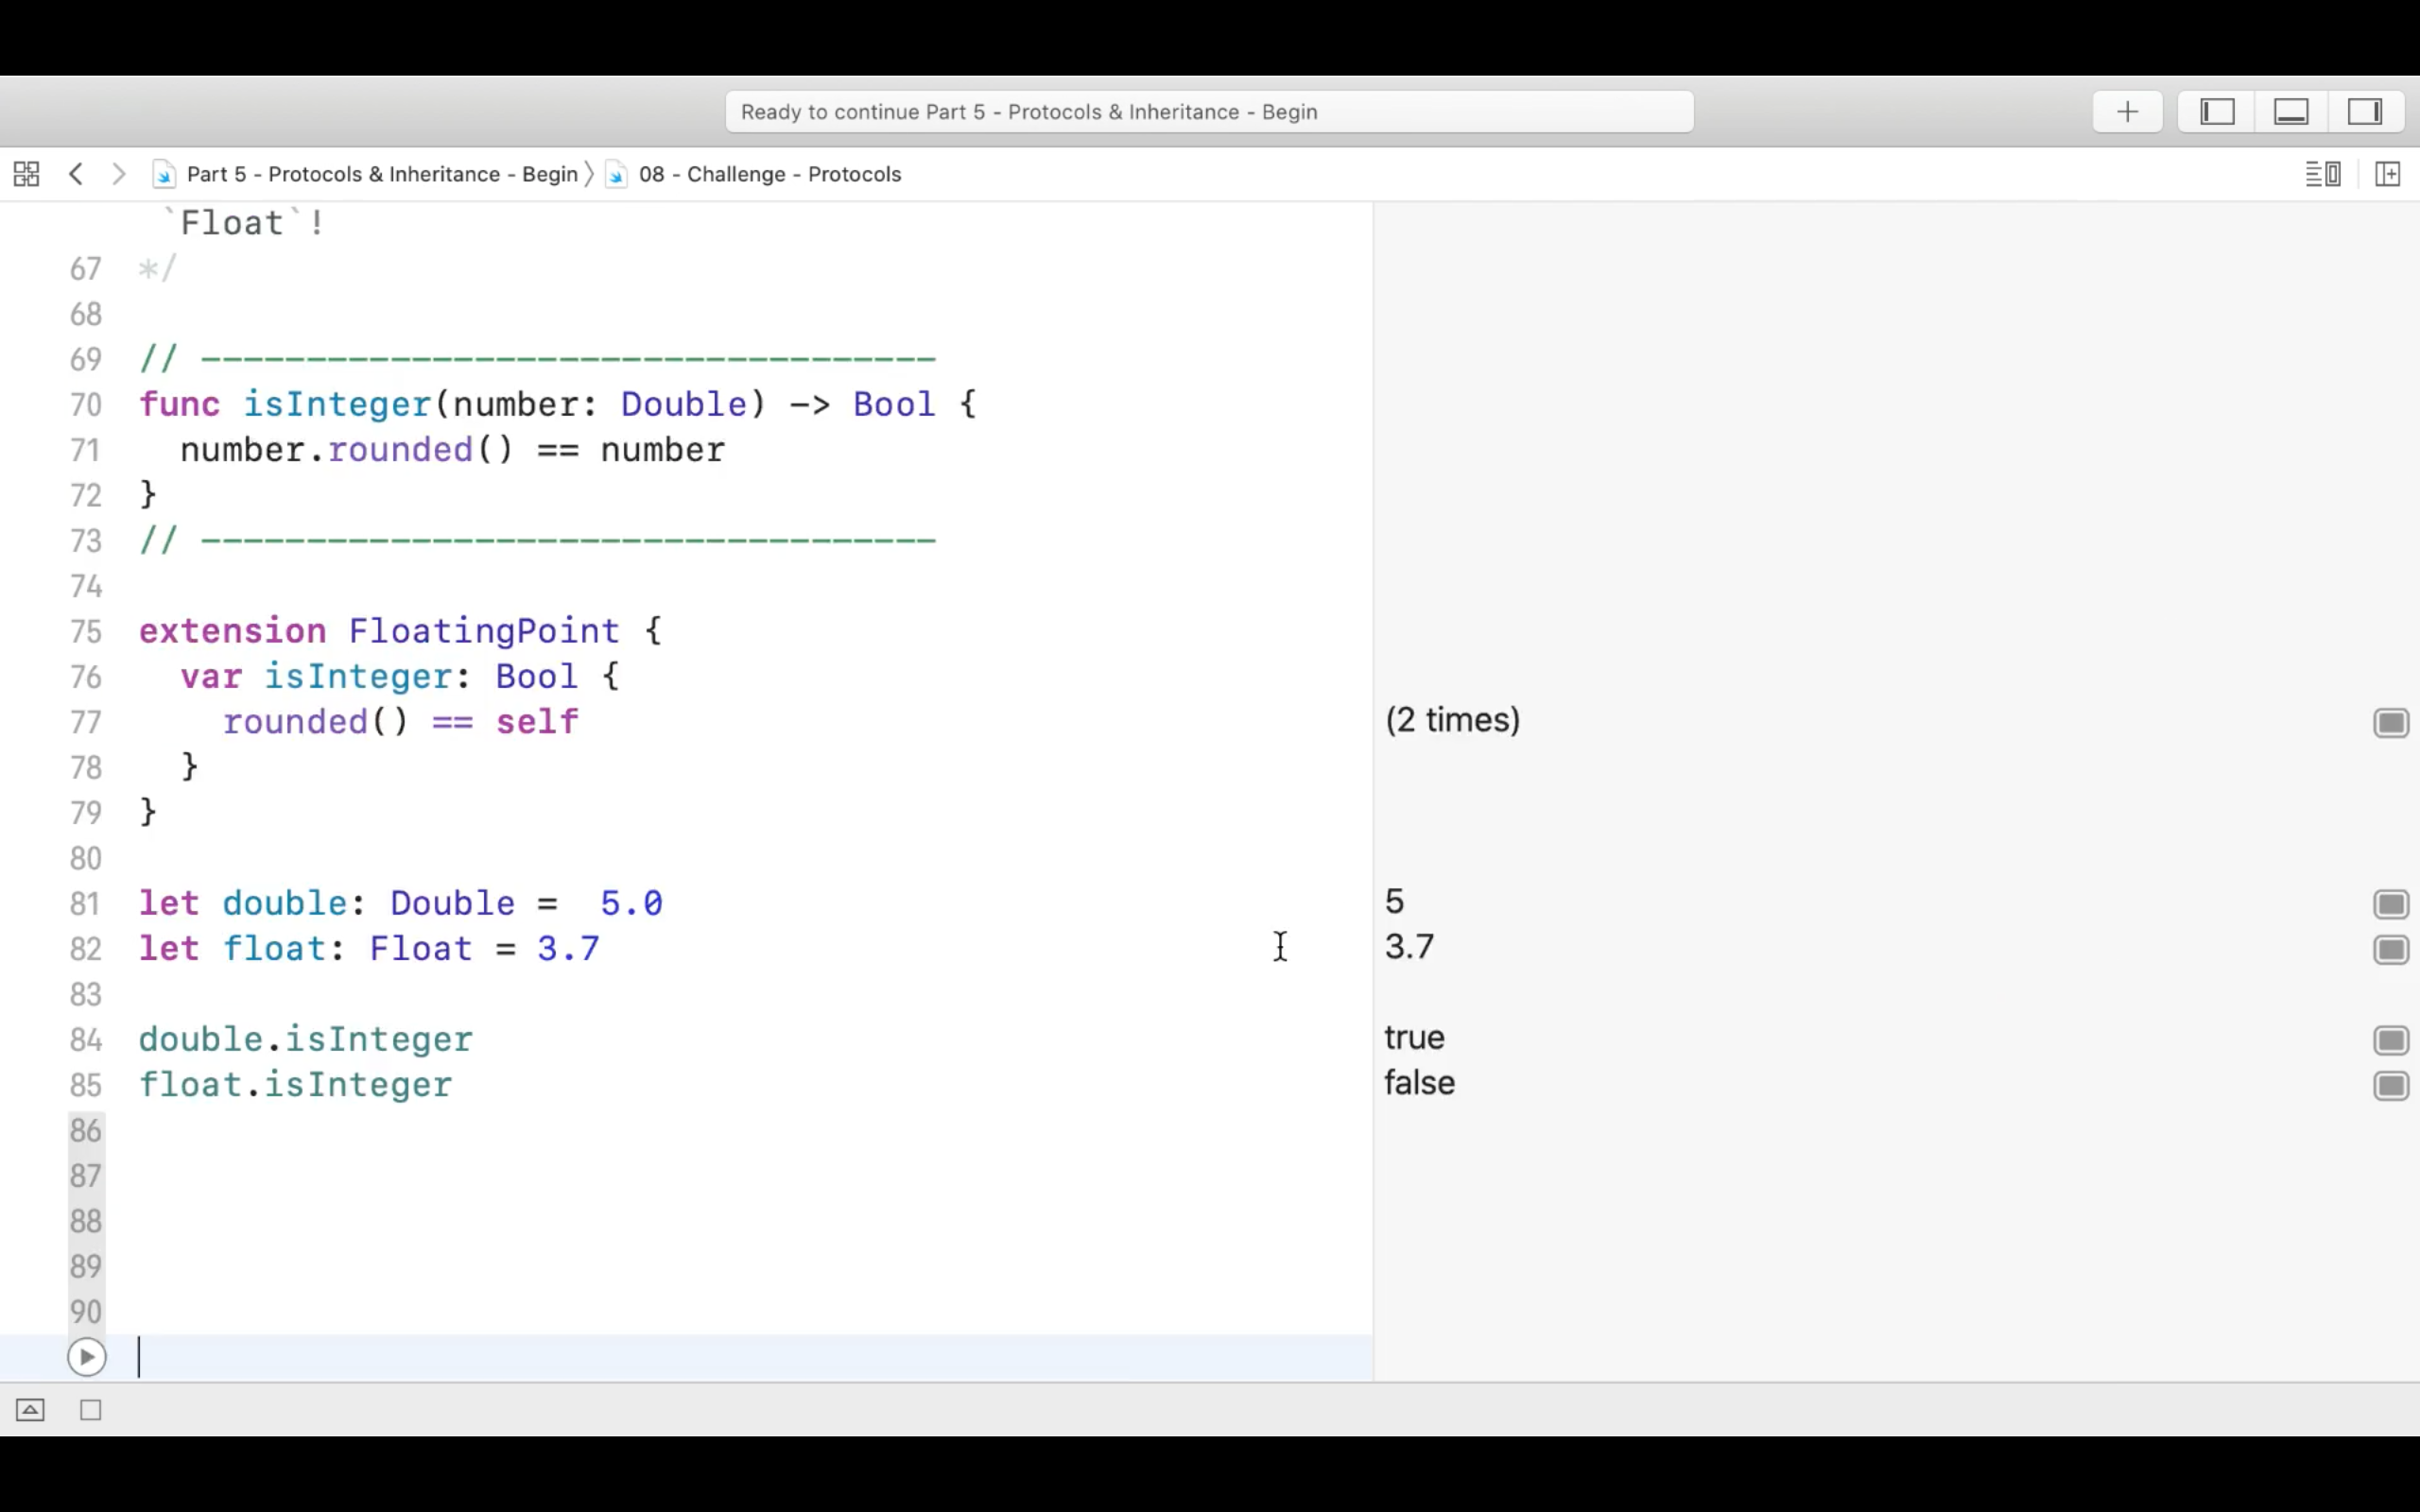 Ready to continue Part 5 - Protocols & Inheritance - Begin
Part 5 - Protocols & Inheritance - Begin 〉 08 - Challenge - Protocols
`Float`!
67 */
68
69 // -----------------------------------
70 func isInteger(number: Double) -> Bool {
71   number.rounded() == number
72 }
73 // -----------------------------------
74
75 extension FloatingPoint {
76   var isInteger: Bool {
77     rounded() == self (2 times)
78   }
79 }
80
81 let double: Double =  5.0 5
82 let float: Float = 3.7 3.7
83
84 double.isInteger true
85 float.isInteger false
86
87
88
89
90